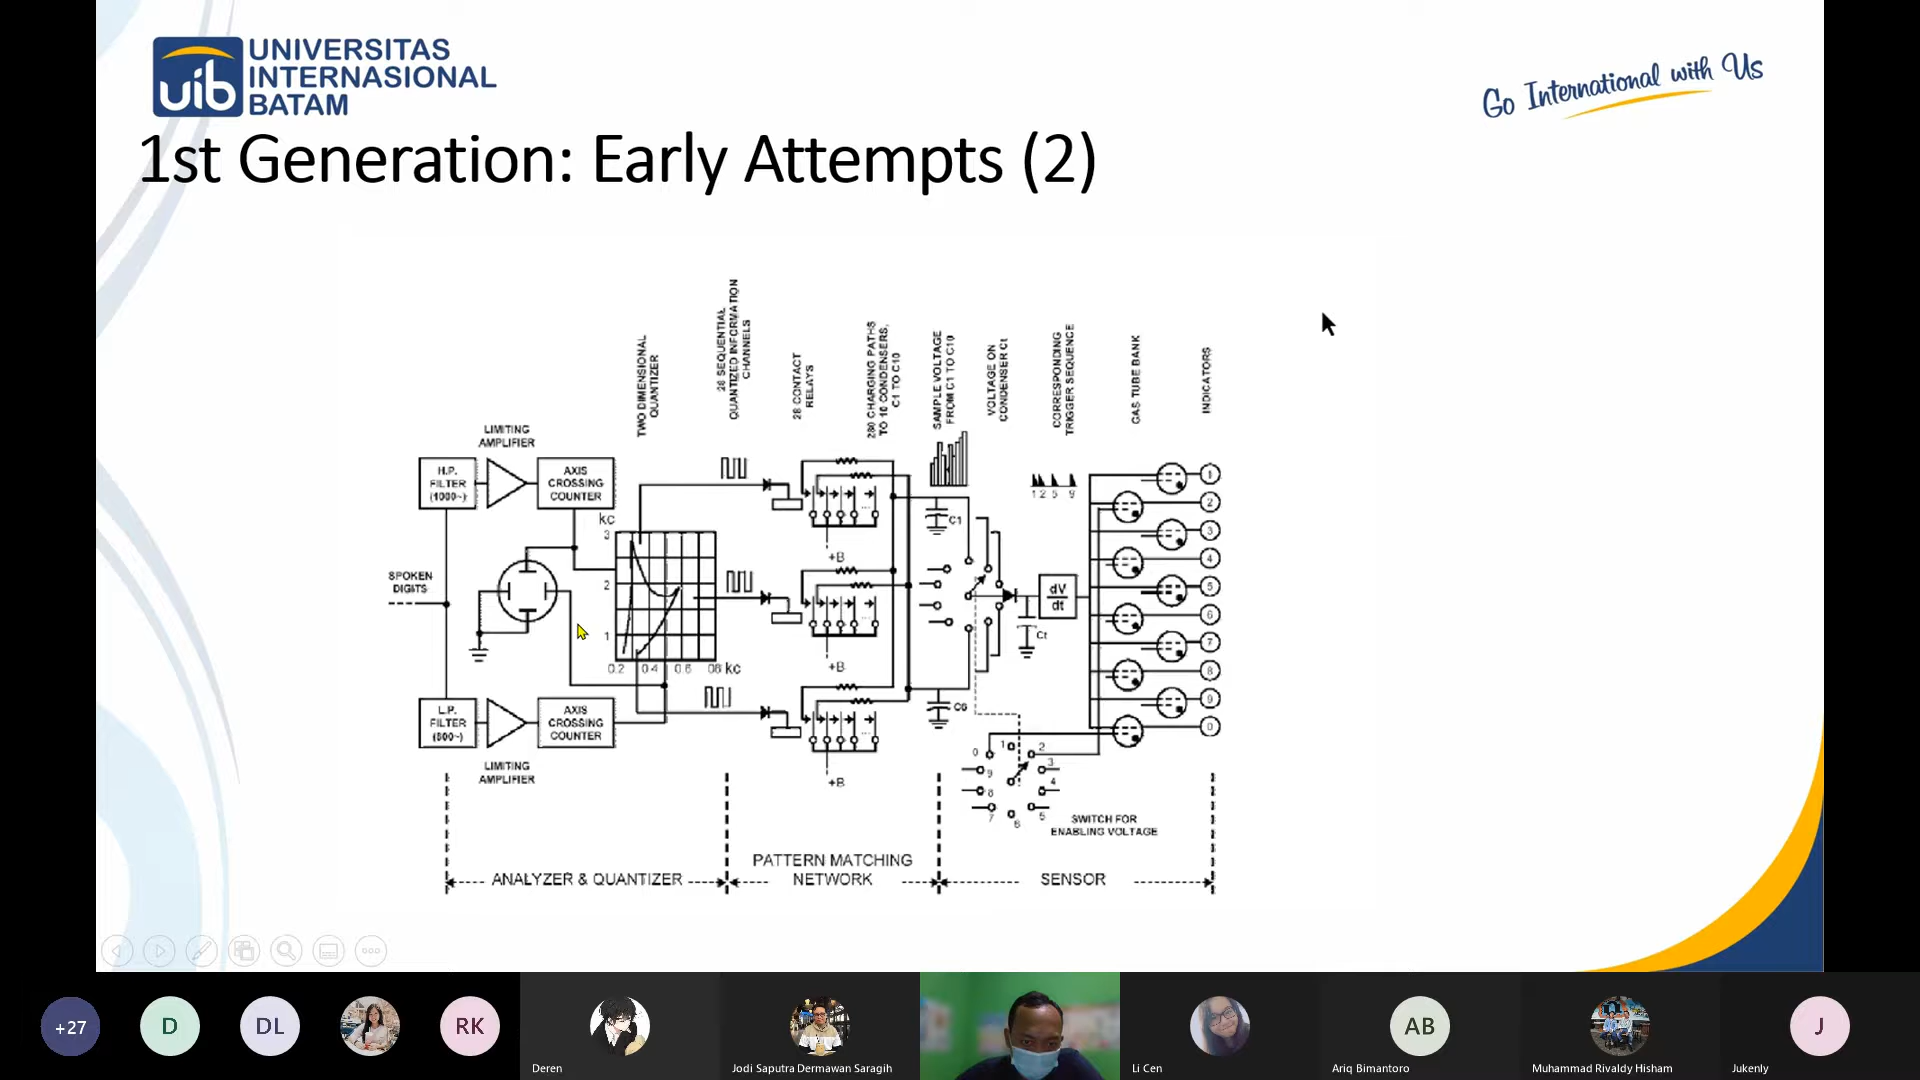 UNIVERSITAS
INTERNASIONAL
BATAM
uib
Go International with Us
1st Generation: Early Attempts (2)
TWO DIMENSIONAL
QUANTIZER
28 SEQUENTIAL
QUANTIZED INFORMATION
CHANNELS
28 CONTACT
RELAYS
280 CHARGING PATHS
TO 10 CONDENSERS,
C1 TO C10
SAMPLE VOLTAGE
FROM C1 TO C10
VOLTAGE ON
CONDENSER Ct
CORRESPONDING
TRIGGER SEQUENCE
GAS TUBE BANK
INDICATORS
LIMITING
AMPLIFIER
H.P.
FILTER
(1000~)
AXIS
CROSSING
COUNTER
kc
3
2
1
0.2 0.4 0.6 08 kc
SPOKEN
DIGITS
L.P.
FILTER
(800~)
AXIS
CROSSING
COUNTER
LIMITING
AMPLIFIER
+B
+B
+B
C1
C6
1 2 5 9
dV
dt
Ct
1
2
3
4
5
6
7
8
9
0
0 1 2
9 3
8 4
7 6 5
SWITCH FOR
ENABLING VOLTAGE
ANALYZER & QUANTIZER
PATTERN MATCHING
NETWORK
SENSOR
+27
D
DL
RK
Deren
Jodi Saputra Dermawan Saragih
Li Cen
AB
Ariq Bimantoro
Muhammad Rivaldy Hisham
J
Jukenly